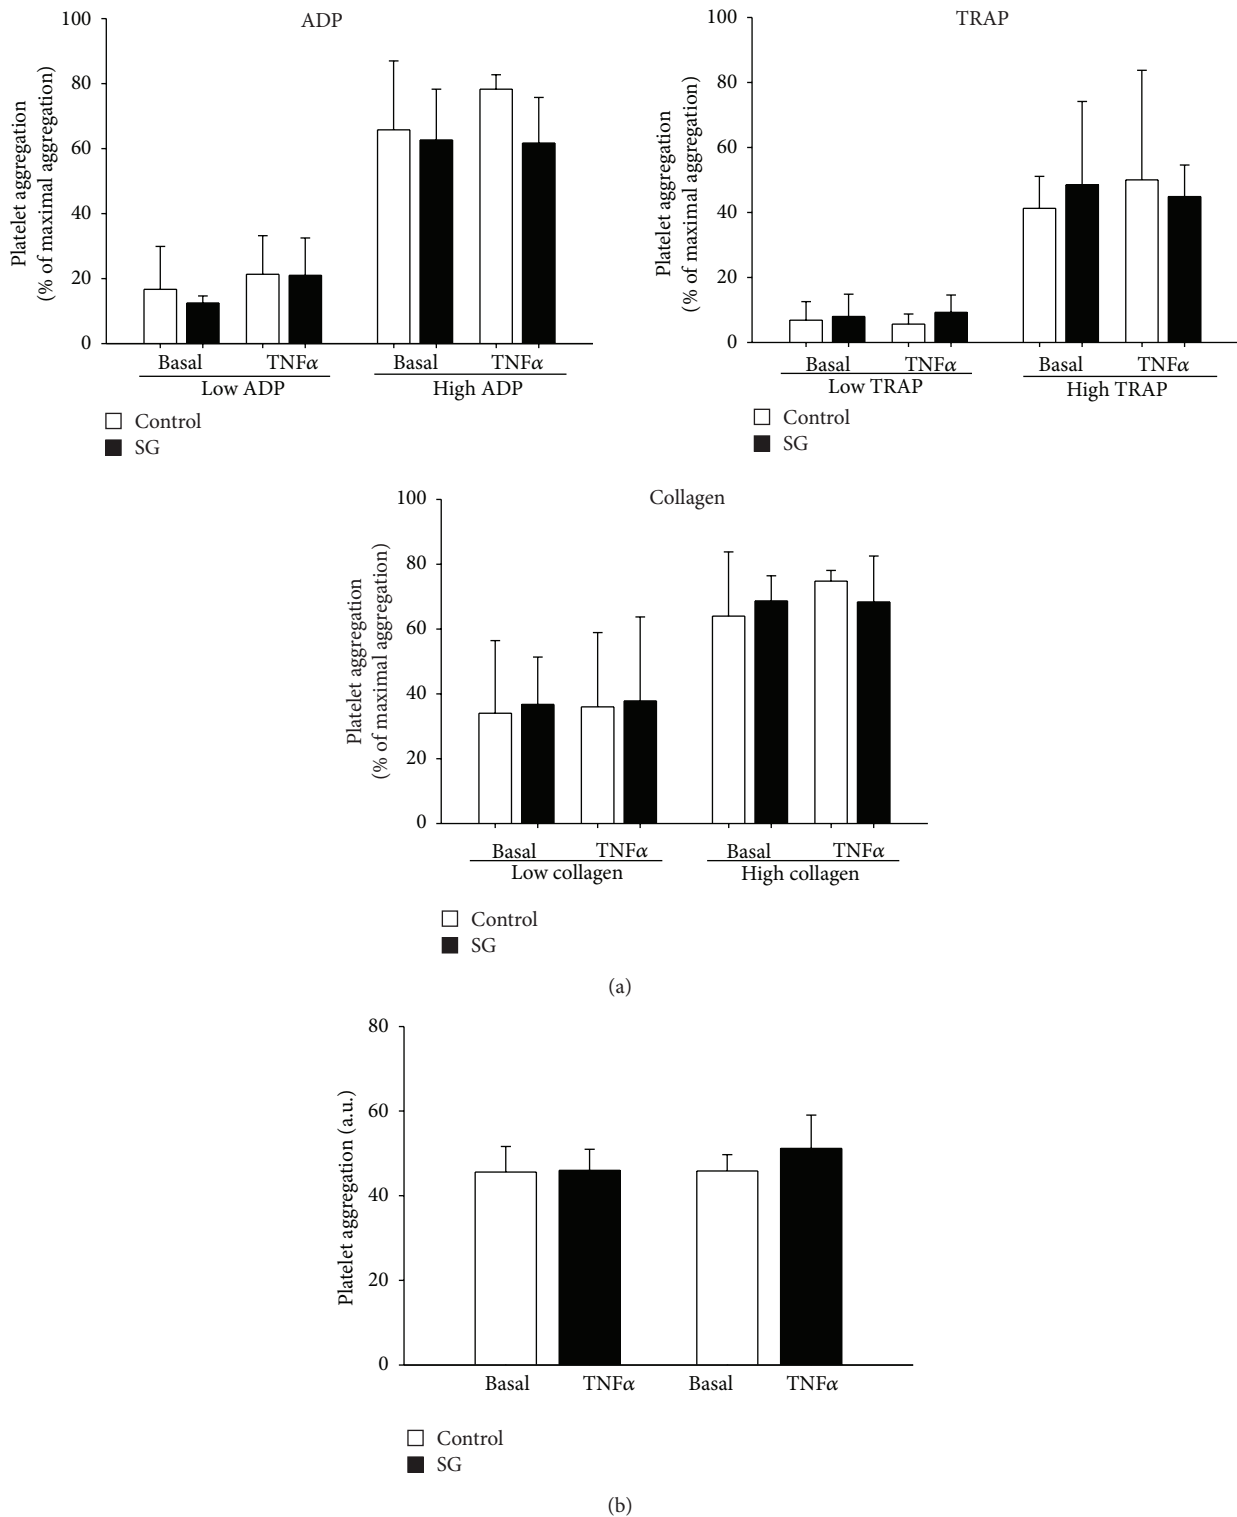 ADP
Platelet aggregation
(% of maximal aggregation)
100
80
60
40
20
0
Basal TNFα Basal TNFα
Low ADP High ADP
Control
SG
TRAP
Platelet aggregation
(% of maximal aggregation)
100
80
60
40
20
0
Basal TNFα Basal TNFα
Low TRAP High TRAP
Control
SG
Collagen
Platelet aggregation
(% of maximal aggregation)
100
80
60
40
20
0
Basal TNFα Basal TNFα
Low collagen High collagen
Control
SG
(a)
Platelet aggregation (a.u.)
80
60
40
20
0
Basal TNFα Basal TNFα
Control
SG
(b)